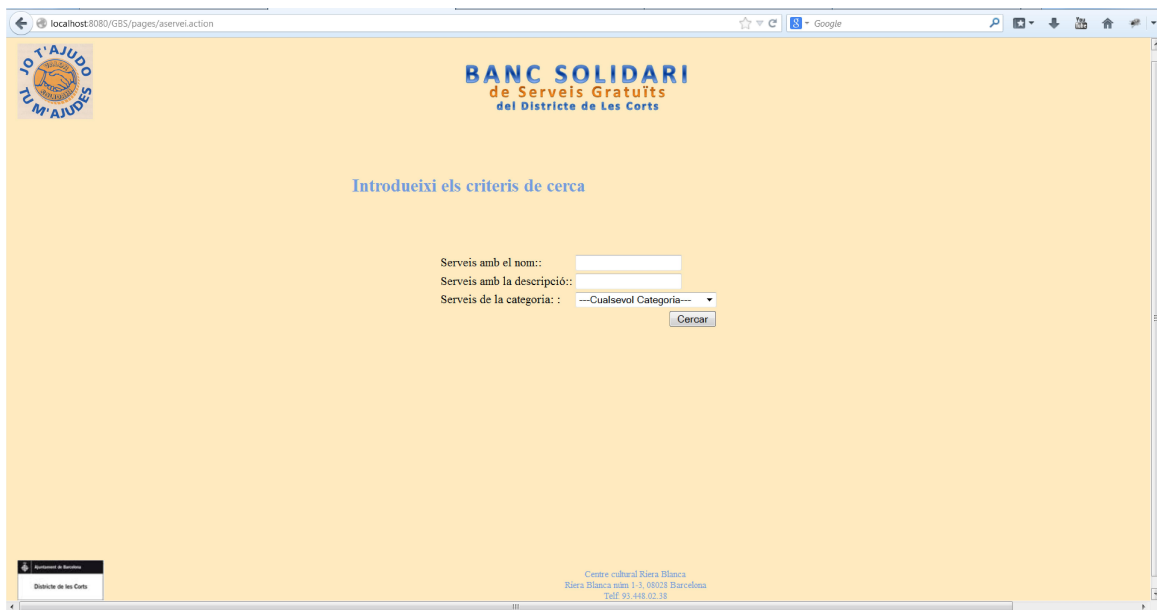 localhost:8080/GBS/pages/aservei.action
Google
JO T'AJUDO
TU M'AJUDES
BANC SOLIDARI
de Serveis Gratuïts
del Districte de Les Corts
Introdueixi els criteris de cerca
Serveis amb el nom::
Serveis amb la descripció::
Serveis de la categoria: :
---Cualsevol Categoria---
Cercar
Ajuntament de Barcelona
Districte de les Corts
Centre cultural Riera Blanca
Riera Blanca núm 1-3, 08028 Barcelona
Telf 93.448.02.38